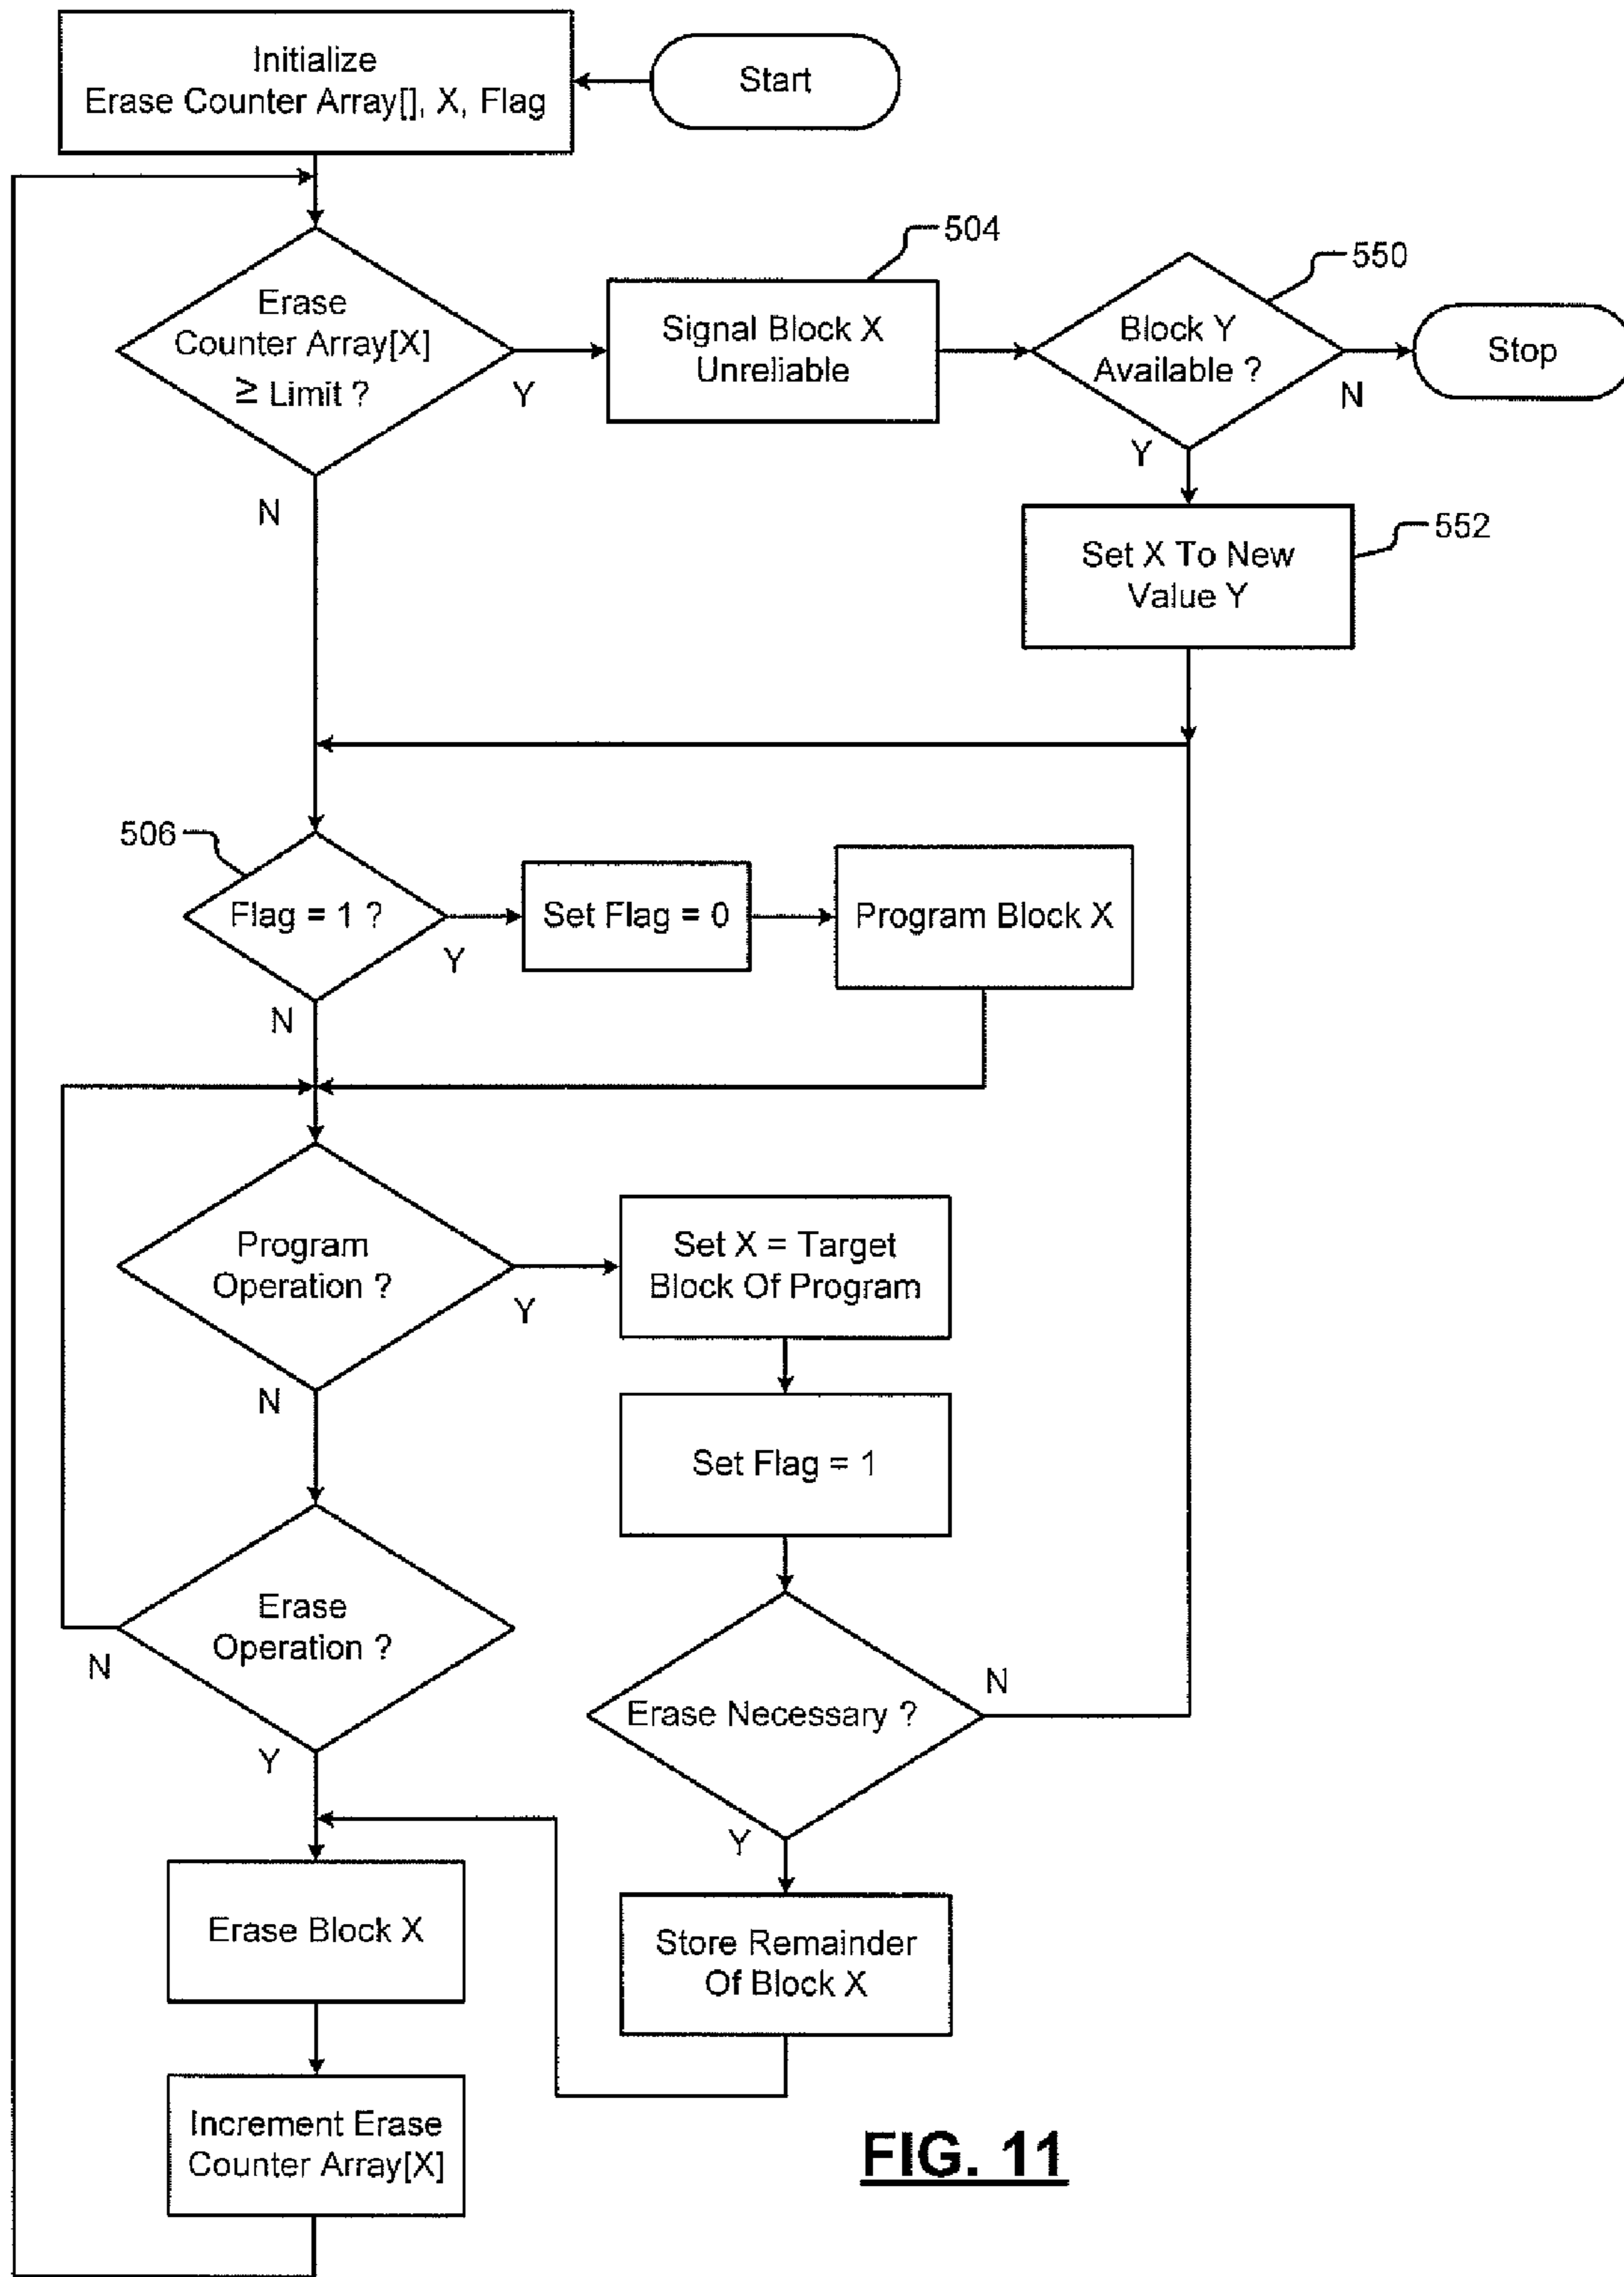 Initialize
Erase Counter Array[], X, Flag
Start
504
550
Erase
Counter Array[X]
≥ Limit ?
Y
N
Signal Block X
Unreliable
Block Y
Available ?
N
Y
Stop
552
Set X To New
Value Y
506
Flag = 1 ?
Y
N
Set Flag = 0
Program Block X
Program
Operation ?
Y
N
Set X = Target
Block Of Program
Set Flag = 1
Erase
Operation ?
N
Y
Erase Necessary ?
N
Y
Erase Block X
Store Remainder
Of Block X
Increment Erase
Counter Array[X]
FIG. 11